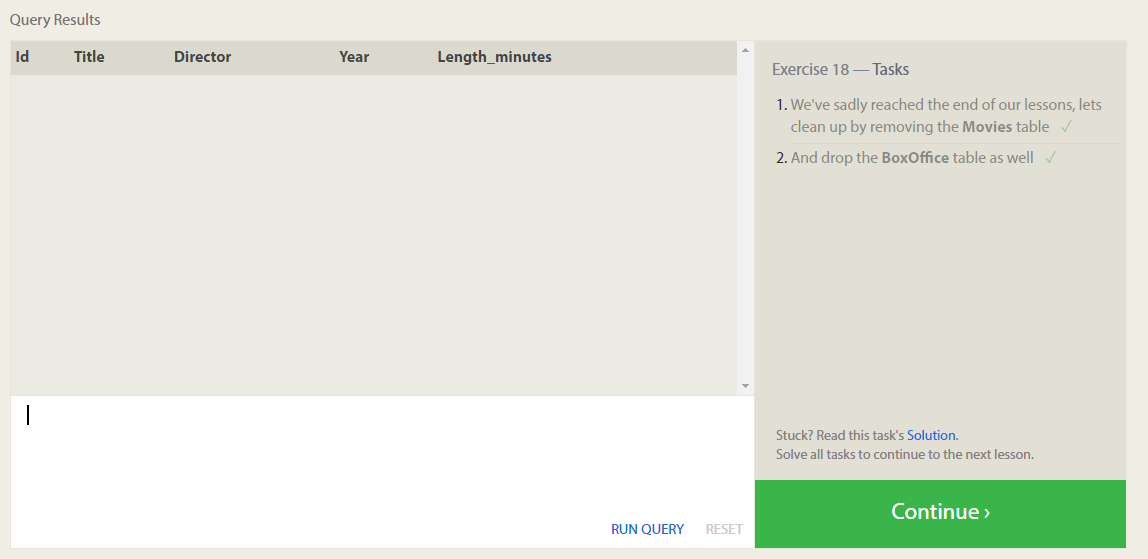 Query Results
Id Title Director Year Length_minutes
Exercise 18 — Tasks
1. We've sadly reached the end of our lessons, lets
clean up by removing the Movies table ✓
2. And drop the BoxOffice table as well ✓
Stuck? Read this task's Solution.
Solve all tasks to continue to the next lesson.
RUN QUERY RESET
Continue ›